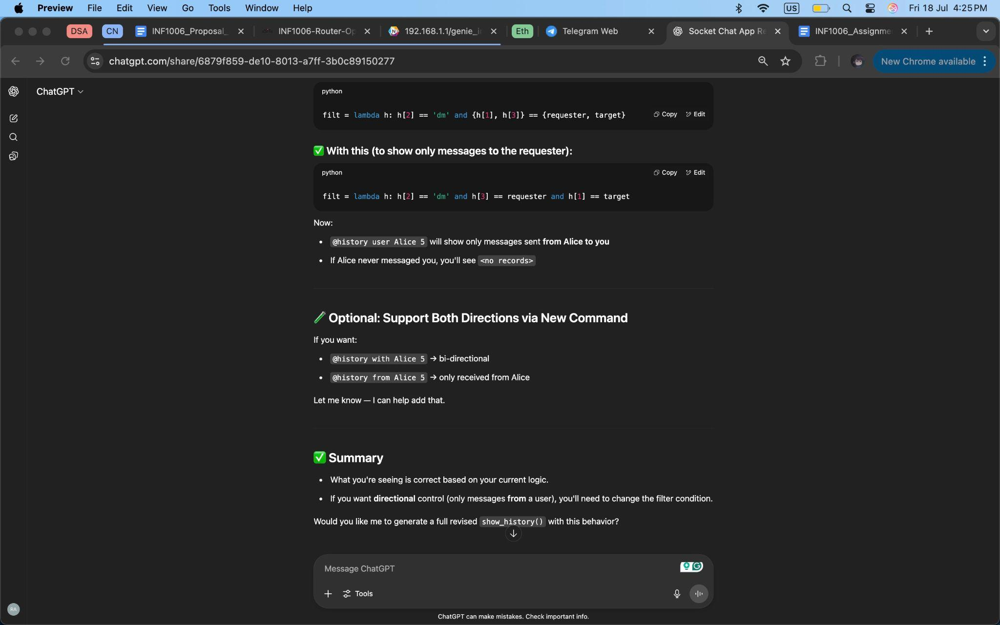 Preview File Edit View Go Tools Window Help US Fri 18 Jul 4:25 PM
DSA CN INF1006_Proposal_ INF1006-Router-Op 192.168.1.1/genie_i Eth Telegram Web Socket Chat App Re INF1006_Assignme
chatgpt.com/share/6879f859-de10-8013-a7ff-3b0c89150277 New Chrome available
ChatGPT
python
filt = lambda h: h[2] == 'dm' and {h[1], h[3]} == {requester, target}
Copy Edit
✅ With this (to show only messages to the requester):
python Copy Edit
filt = lambda h: h[2] == 'dm' and h[3] == requester and h[1] == target
Now:
• @history user Alice 5 will show only messages sent from Alice to you
• If Alice never messaged you, you'll see <no records>
Optional: Support Both Directions via New Command
If you want:
• @history with Alice 5 → bi-directional
• @history from Alice 5 → only received from Alice
Let me know — I can help add that.
✅ Summary
• What you're seeing is correct based on your current logic.
• If you want directional control (only messages from a user), you'll need to change the filter condition.
Would you like me to generate a full revised show_history() with this behavior?
Message ChatGPT
Tools
RA
ChatGPT can make mistakes. Check important info.